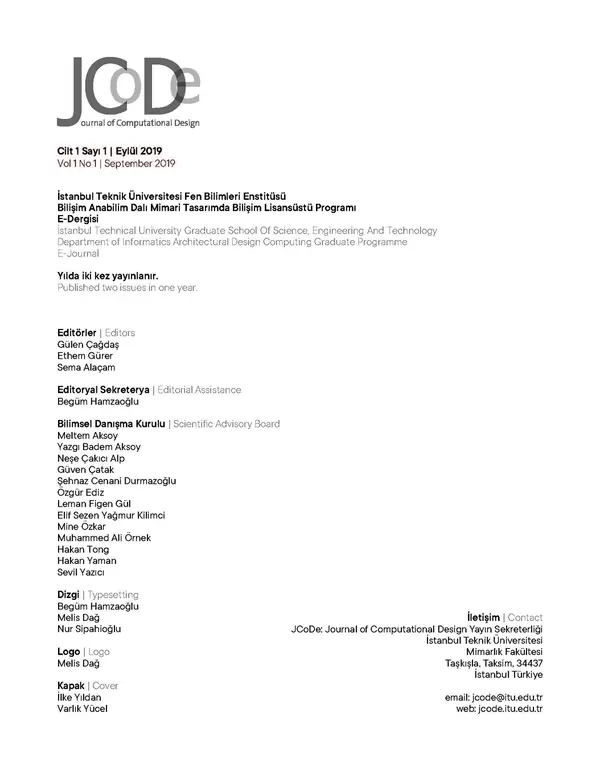 JCoDe
Journal of Computational Design
Cilt 1 Sayı 1 | Eylül 2019
Vol 1 No 1 | September 2019
İstanbul Teknik Üniversitesi Fen Bilimleri Enstitüsü
Bilişim Anabilim Dalı Mimari Tasarımda Bilişim Lisansüstü Programı
E-Dergisi
İstanbul Technical University Graduate School Of Science, Engineering And Technology
Department of Informatics Architectural Design Computing Graduate Programme
E-Journal
Yılda iki kez yayınlanır.
Published two issues in one year.
Editörler | Editors
Gülen Çağdaş
Ethem Gürer
Sema Alaçam
Editoryal Sekreterya | Editorial Assistance
Begüm Hamzaoğlu
Bilimsel Danışma Kurulu | Scientific Advisory Board
Meltem Aksoy
Yazgı Badem Aksoy
Neşe Çakıcı Alp
Güven Çatak
Şehnaz Cenani Durmazoğlu
Özgür Ediz
Leman Figen Gül
Elif Sezen Yağmur Kilimci
Mine Özkar
Muhammed Ali Örnek
Hakan Tong
Hakan Yaman
Sevil Yazıcı
Dizgi | Typesetting
Begüm Hamzaoğlu
Melis Dağ
Nur Sipahioğlu
Logo | Logo
Melis Dağ
Kapak | Cover
İlke Yıldan
Varlık Yücel
İletişim | Contact
JCoDe: Journal of Computational Design Yayın Sekreterliği
İstanbul Teknik Üniversitesi
Mimarlık Fakültesi
Taşkışla, Taksim, 34437
İstanbul Türkiye
email: jcode@itu.edu.tr
web: jcode.itu.edu.tr